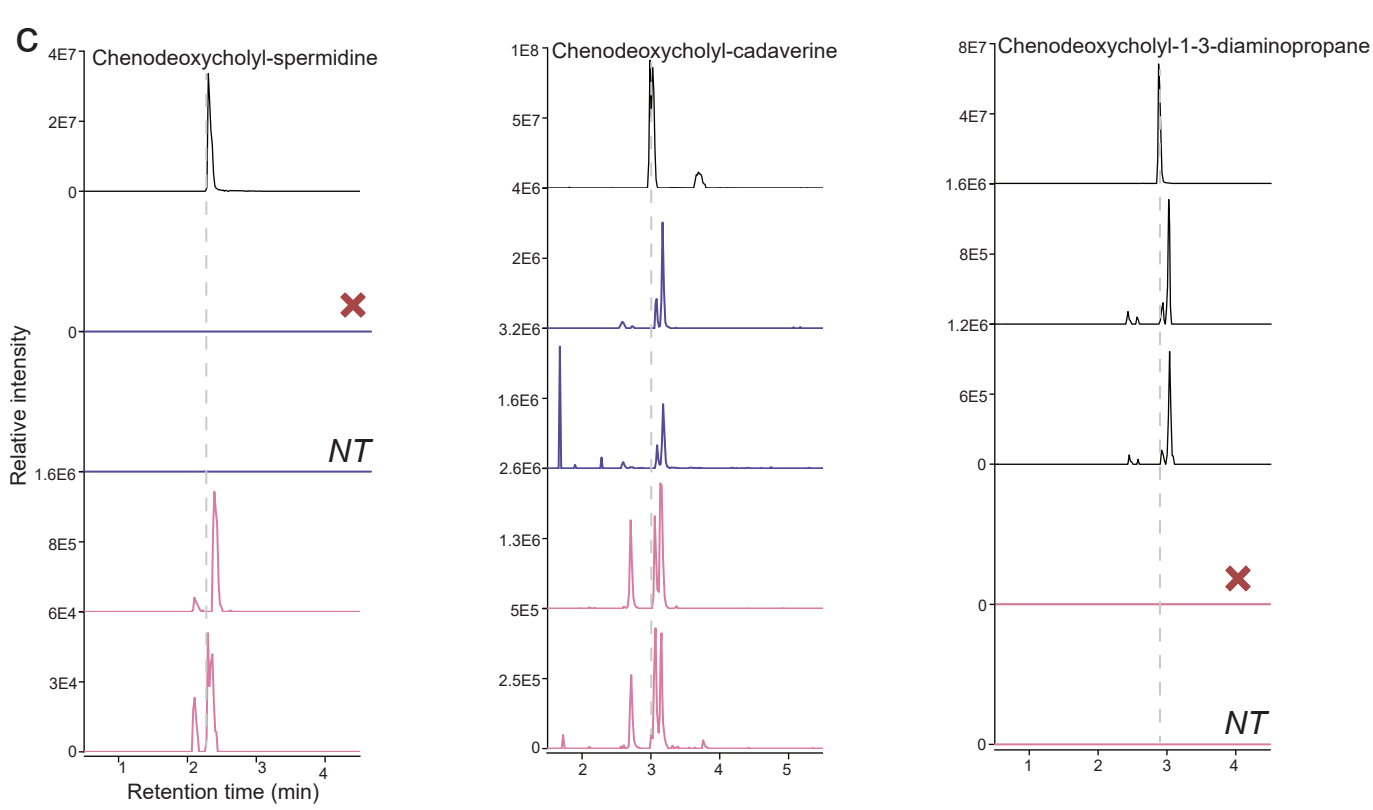 C
Chenodeoxycholyl-spermidine
4E7
2E7
0
0
NT
1.6E6
8E5
6E4
3E4
0
1
2
3
4
Retention time (min)
Relative intensity
Chenodeoxycholyl-cadaverine
1E8
5E7
4E6
2E6
3.2E6
1.6E6
2.6E6
1.3E6
5E5
2.5E5
0
2
3
4
5
Chenodeoxycholyl-1-3-diaminopropane
8E7
4E7
1.6E6
8E5
1.2E6
6E5
0
0
NT
0
1
2
3
4